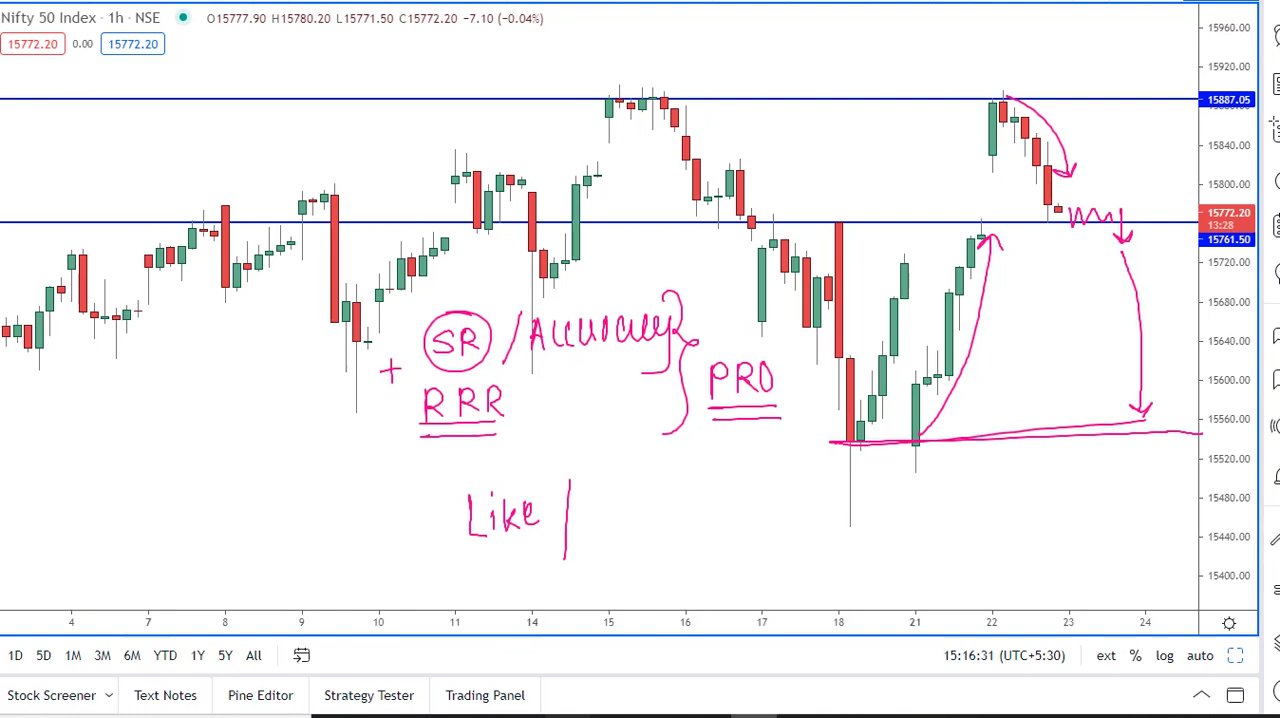 Nifty 50 Index · 1h · NSE O15777.90 H15780.20 L15771.50 C15772.20 -7.10 (-0.04%)
15772.20 0.00 15772.20
15960.00
15920.00
15887.05
15840.00
15800.00
15772.20
13:28
15761.50
15720.00
15680.00
15640.00
15600.00
15560.00
15520.00
15480.00
15440.00
15400.00
+ SR / Accuracy
RRR
PRO
Like
4 7 8 9 10 11 14 15 16 17 18 21 22 23 24
1D 5D 1M 3M 6M YTD 1Y 5Y All 15:16:31 (UTC+5:30) ext % log auto
Stock Screener Text Notes Pine Editor Strategy Tester Trading Panel